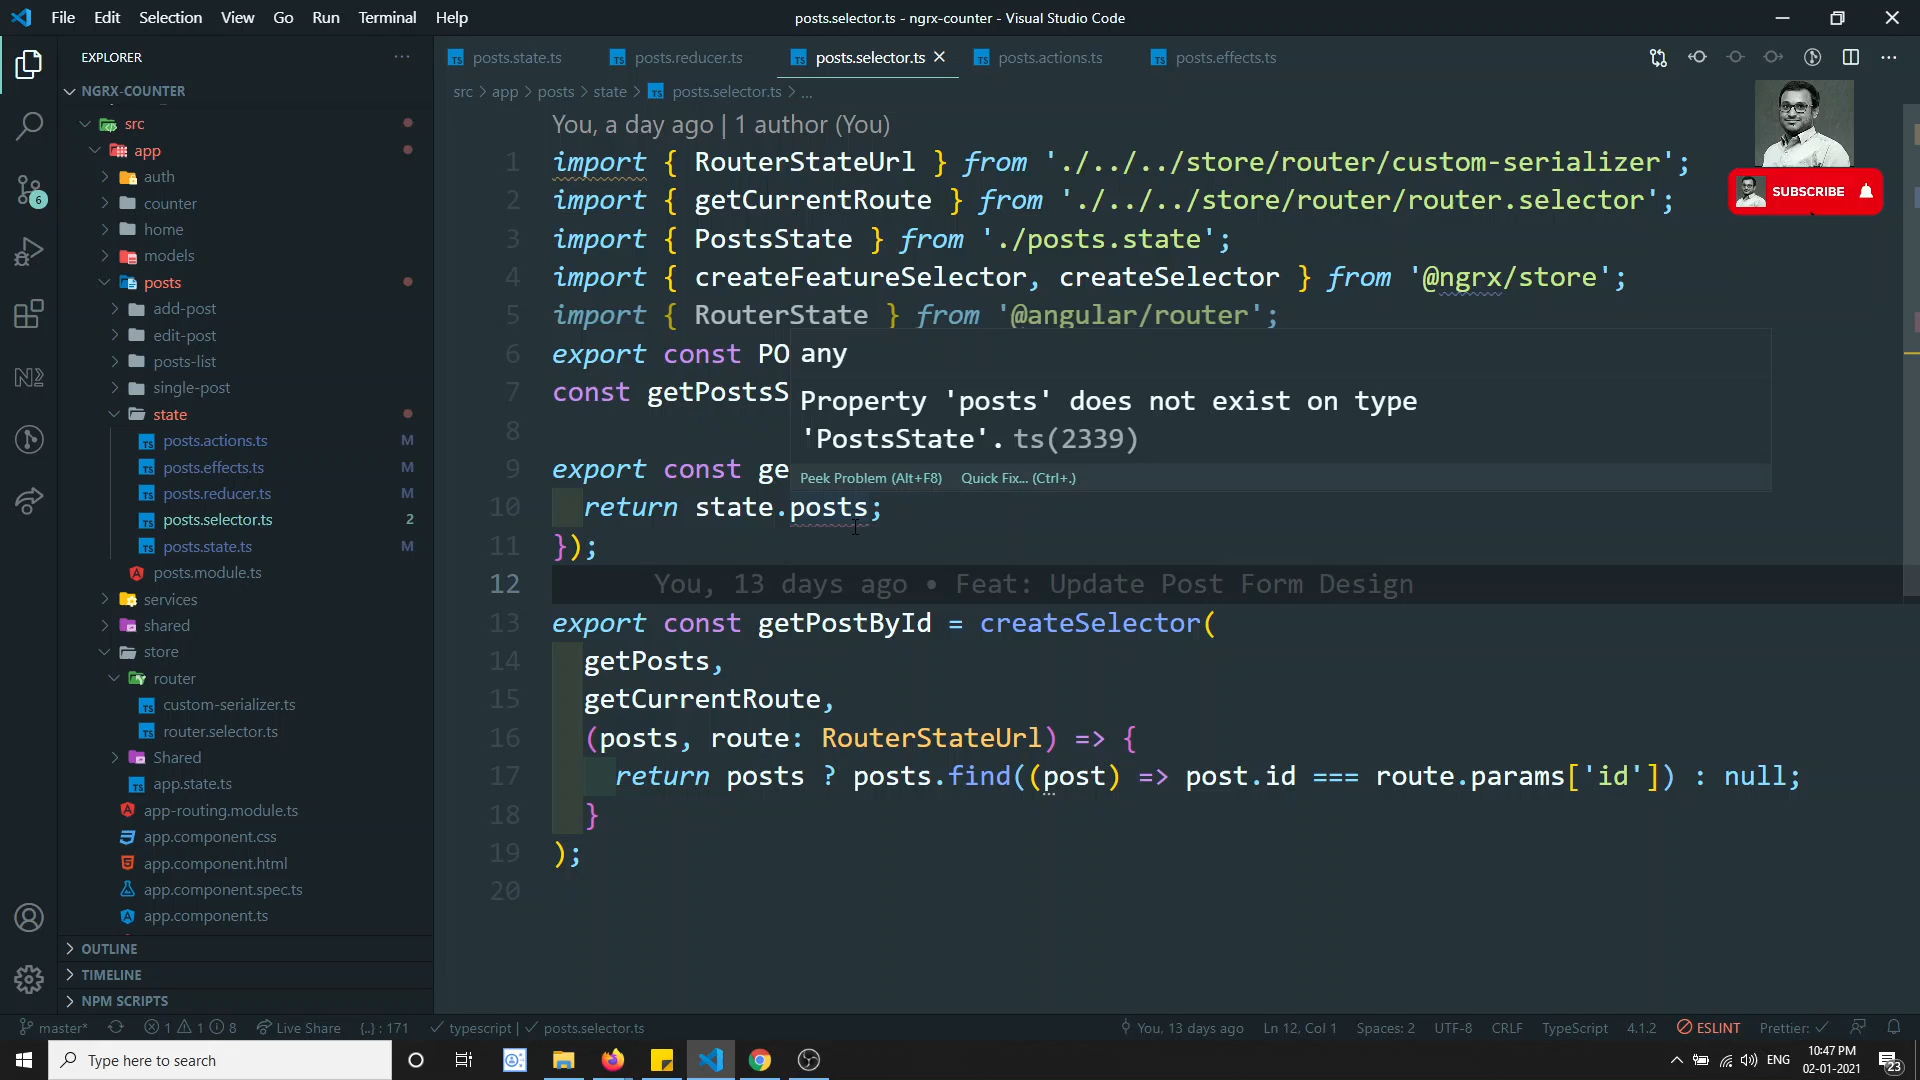 File Edit Selection View Go Run Terminal Help
posts.selector.ts - ngrx-counter - Visual Studio Code
EXPLORER
NGRX-COUNTER
src
app
auth
counter
home
models
posts
add-post
edit-post
posts-list
single-post
state
posts.actions.ts M
posts.effects.ts M
posts.reducer.ts M
posts.selector.ts 2
posts.state.ts M
posts.module.ts
services
shared
store
router
custom-serializer.ts
router.selector.ts
Shared
app.state.ts
app-routing.module.ts
app.component.css
app.component.html
app.component.spec.ts
app.component.ts
OUTLINE
TIMELINE
NPM SCRIPTS
6
posts.state.ts posts.reducer.ts posts.selector.ts posts.actions.ts posts.effects.ts
src > app > posts > state > posts.selector.ts > ...
SUBSCRIBE
You, a day ago | 1 author (You)
1 import { RouterStateUrl } from './../../store/router/custom-serializer';
2 import { getCurrentRoute } from './../../store/router/router.selector';
3 import { PostsState } from './posts.state';
4 import { createFeatureSelector, createSelector } from '@ngrx/store';
5 import { RouterState } from '@angular/router';
6 export const PO
7 const getPostsS
8
9 export const ge
any
Property 'posts' does not exist on type
'PostsState'. ts(2339)
Peek Problem (Alt+F8) Quick Fix... (Ctrl+.)
10 return state.posts;
11 });
12 You, 13 days ago • Feat: Update Post Form Design
13 export const getPostById = createSelector(
14 getPosts,
15 getCurrentRoute,
16 (posts, route: RouterStateUrl) => {
17 return posts ? posts.find((post) => post.id === route.params['id']) : null;
18 }
19 );
20
master* 1 1 8 Live Share {..} : 171 typescript | posts.selector.ts You, 13 days ago Ln 12, Col 1 Spaces: 2 UTF-8 CRLF TypeScript 4.1.2 ESLINT Prettier:
Type here to search
ENG
10:47 PM
02-01-2021
23